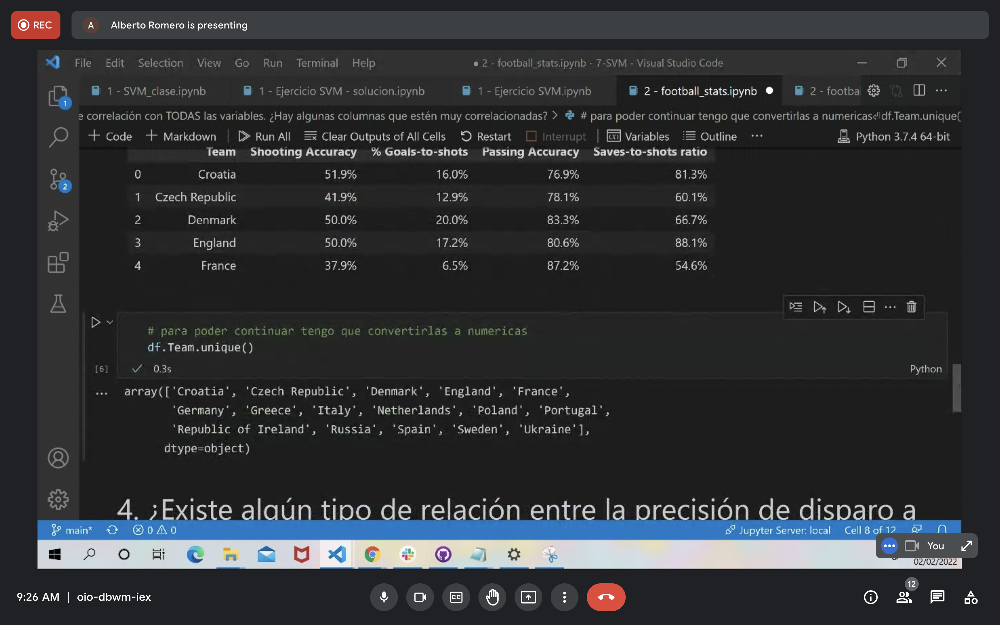 REC
A
Alberto Romero is presenting
File Edit Selection View Go Run Terminal Help
● 2 - football_stats.ipynb - 7-SVM - Visual Studio Code
1 - SVM_clase.ipynb
1 - Ejercicio SVM - solucion.ipynb
1 - Ejercicio SVM.ipynb
2 - football_stats.ipynb
2 - footba
1
e correlación con TODAS las variables. ¿Hay algunas columnas que estén muy correlacionadas? > # para poder continuar tengo que convertirlas a numericas⏎df.Team.unique(
+ Code + Markdown Run All Clear Outputs of All Cells Restart Interrupt Variables Outline ··· Python 3.7.4 64-bit
Team Shooting Accuracy % Goals-to-shots Passing Accuracy Saves-to-shots ratio
0 Croatia 51.9% 16.0% 76.9% 81.3%
2
1 Czech Republic 41.9% 12.9% 78.1% 60.1%
2 Denmark 50.0% 20.0% 83.3% 66.7%
3 England 50.0% 17.2% 80.6% 88.1%
4 France 37.9% 6.5% 87.2% 54.6%
# para poder continuar tengo que convertirlas a numericas
df.Team.unique()
[6] ✓ 0.3s Python
array(['Croatia', 'Czech Republic', 'Denmark', 'England', 'France',
'Germany', 'Greece', 'Italy', 'Netherlands', 'Poland', 'Portugal',
'Republic of Ireland', 'Russia', 'Spain', 'Sweden', 'Ukraine'],
dtype=object)
4. ¿Existe algún tipo de relación entre la precisión de disparo a
main* 0 0 Jupyter Server: local Cell 8 of 12
You
02/02/2022
9:26 AM | oio-dbwm-iex
CC
12